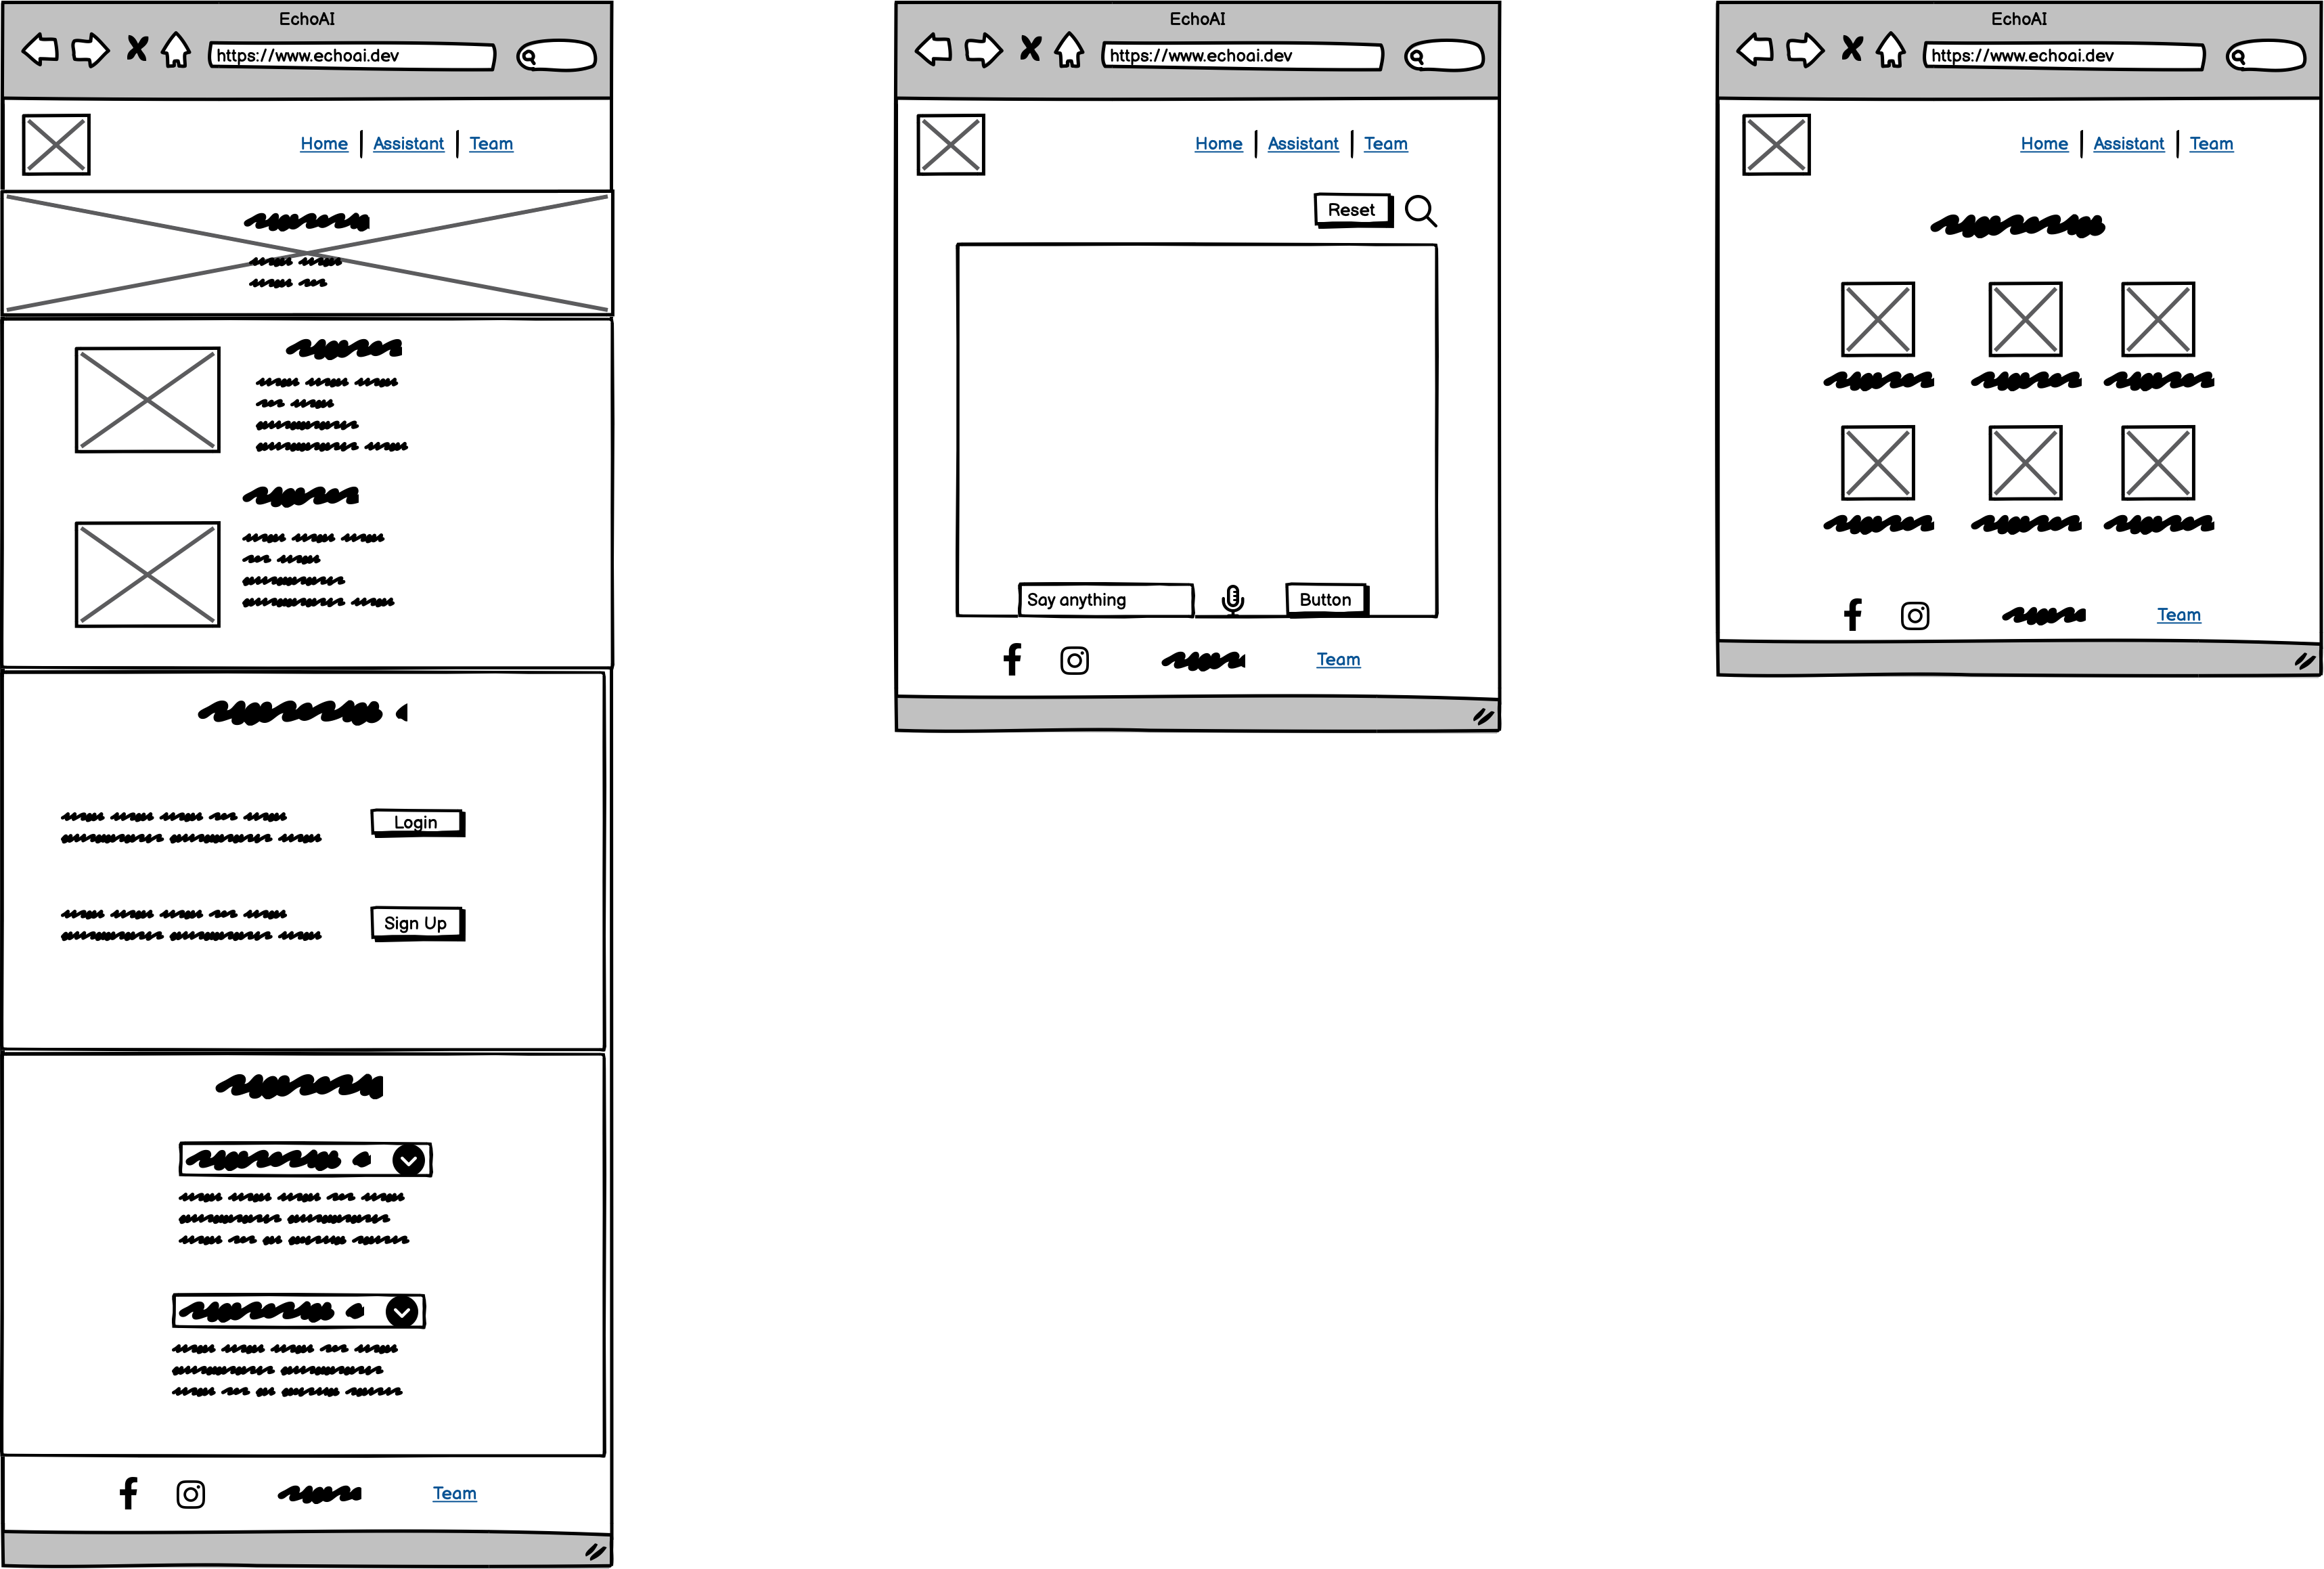 EchoAI
https://www.echoai.dev
Home Assistant Team
Login
Sign Up
Team
EchoAI
https://www.echoai.dev
Home Assistant Team
Reset
Say anything Button
Team
EchoAI
https://www.echoai.dev
Home Assistant Team
Team